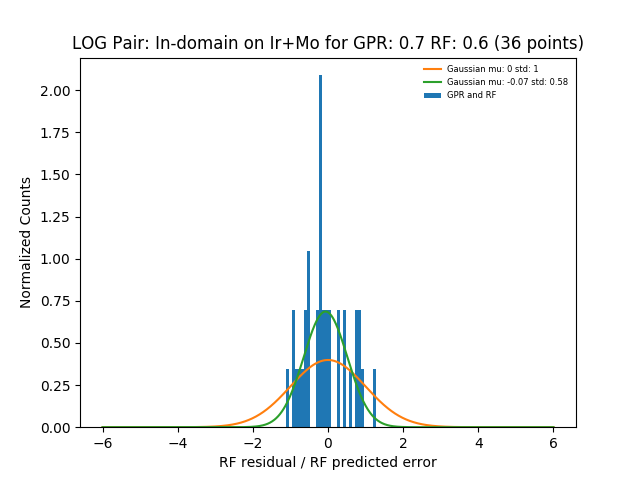 LOG Pair: In-domain on Ir+Mo for GPR: 0.7 RF: 0.6 (36 points)
Gaussian mu: 0 std: 1
Gaussian mu: -0.07 std: 0.58
GPR and RF
Normalized Counts
2.00
1.75
1.50
1.25
1.00
0.75
0.50
0.25
0.00
−6
−4
−2
0
2
4
6
RF residual / RF predicted error